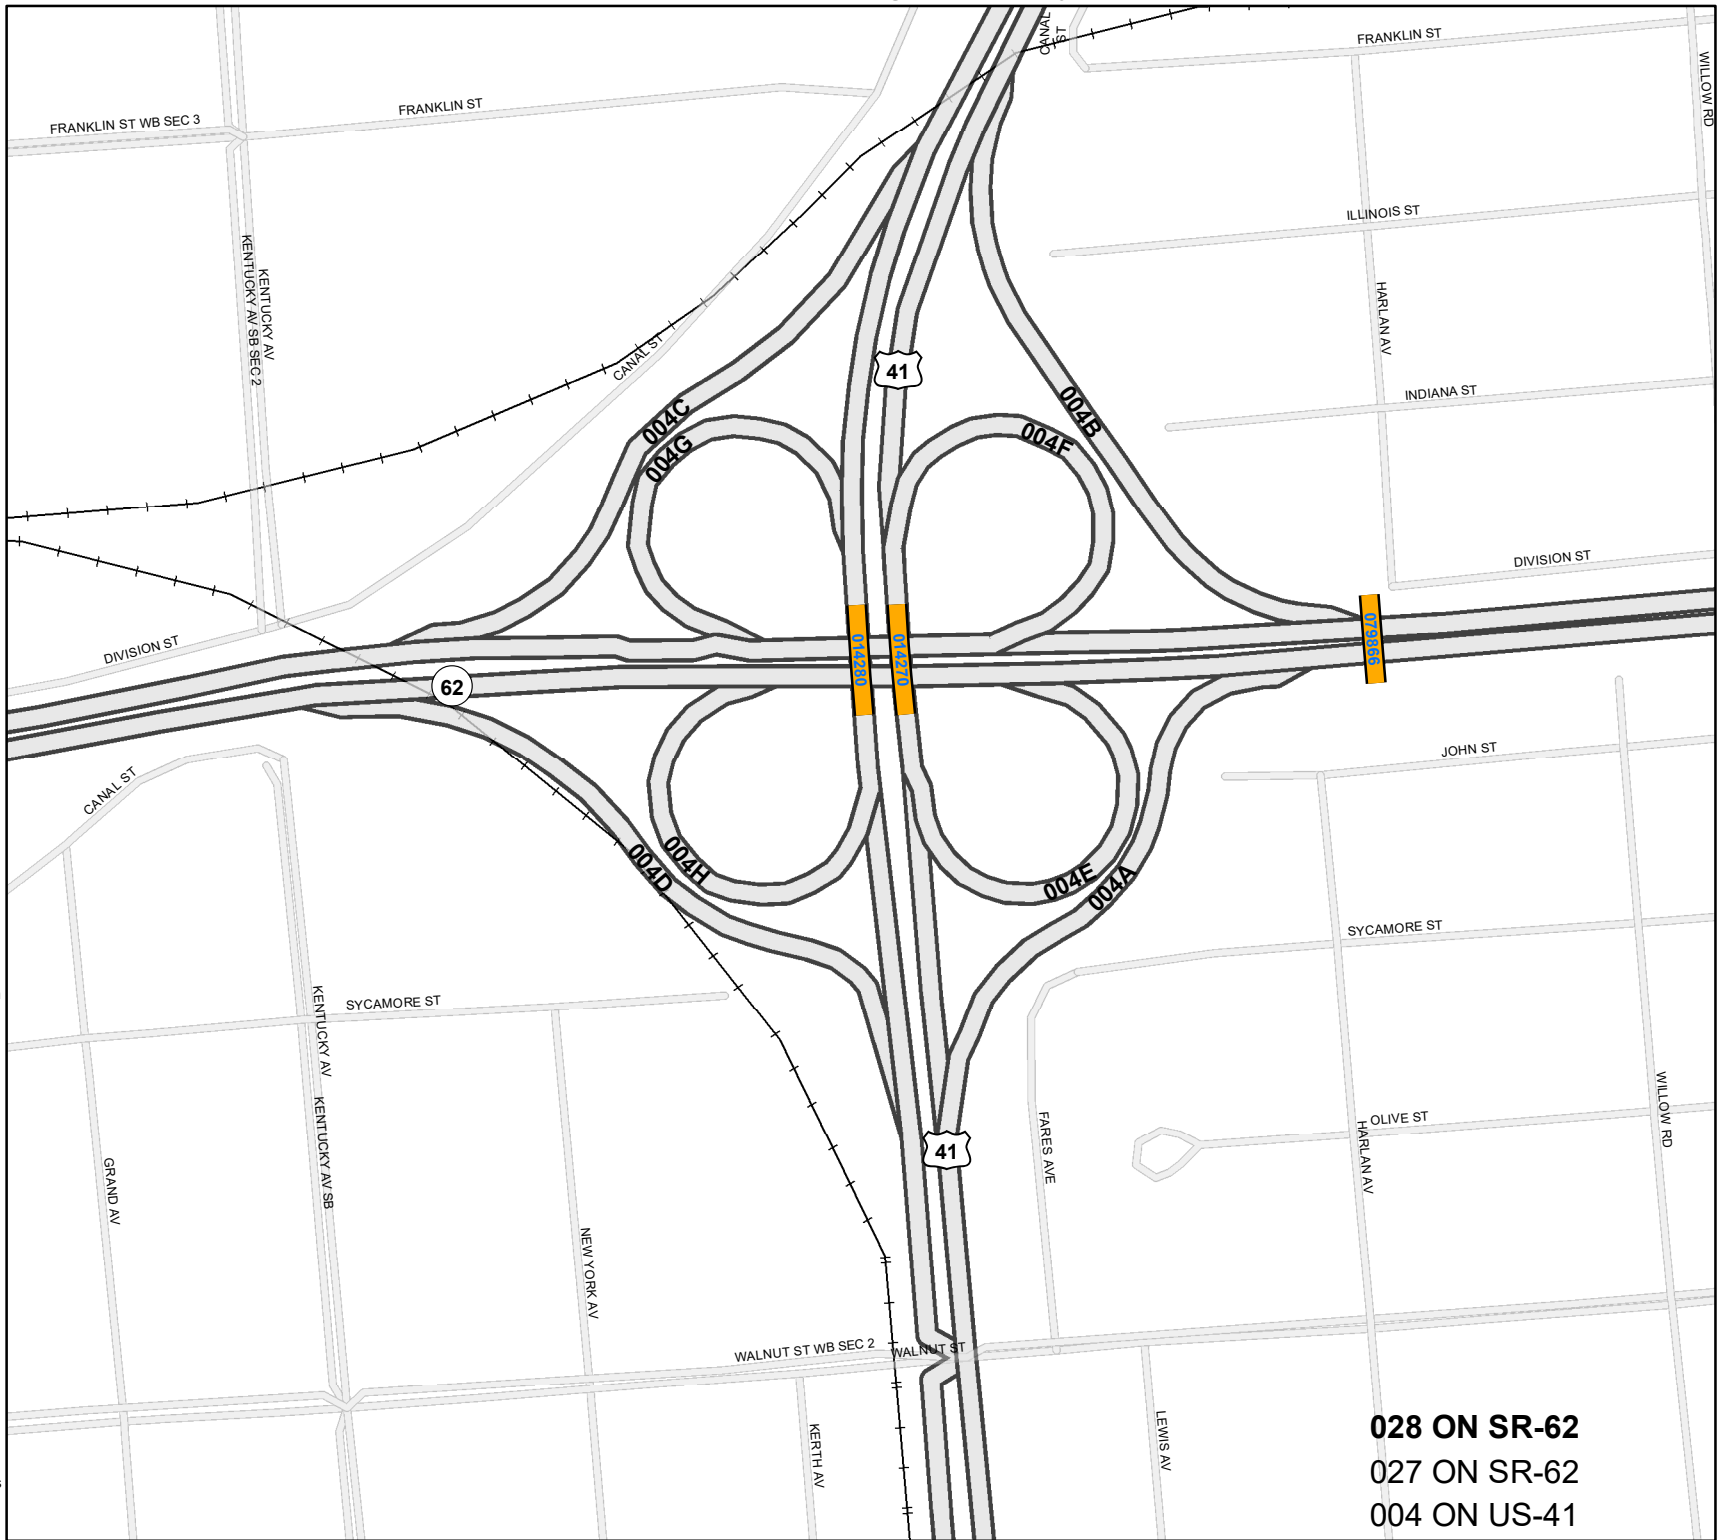 CANAL ST
FRANKLIN ST
WILLOW RD
FRANKLIN ST
FRANKLIN ST WB SEC 3
ILLINOIS ST
KENTUCKY AV
KENTUCKY AV SB SEC 2
HARLAN AV
CANAL ST
41
INDIANA ST
004C
004B
004G
004F
DIVISION ST
DIVISION ST
014280
014270
079866
62
CANAL ST
JOHN ST
004D
004H
004E
004A
SYCAMORE ST
SYCAMORE ST
KENTUCKY AV
KENTUCKY AV SB
FARES AVE
OLIVE ST
WILLOW RD
HARLAN AV
41
GRAND AV
NEW YORK AV
WALNUT ST WB SEC 2
WALNUT ST
KERTH AV
LEWIS AV
028 ON SR-62
027 ON SR-62
004 ON US-41